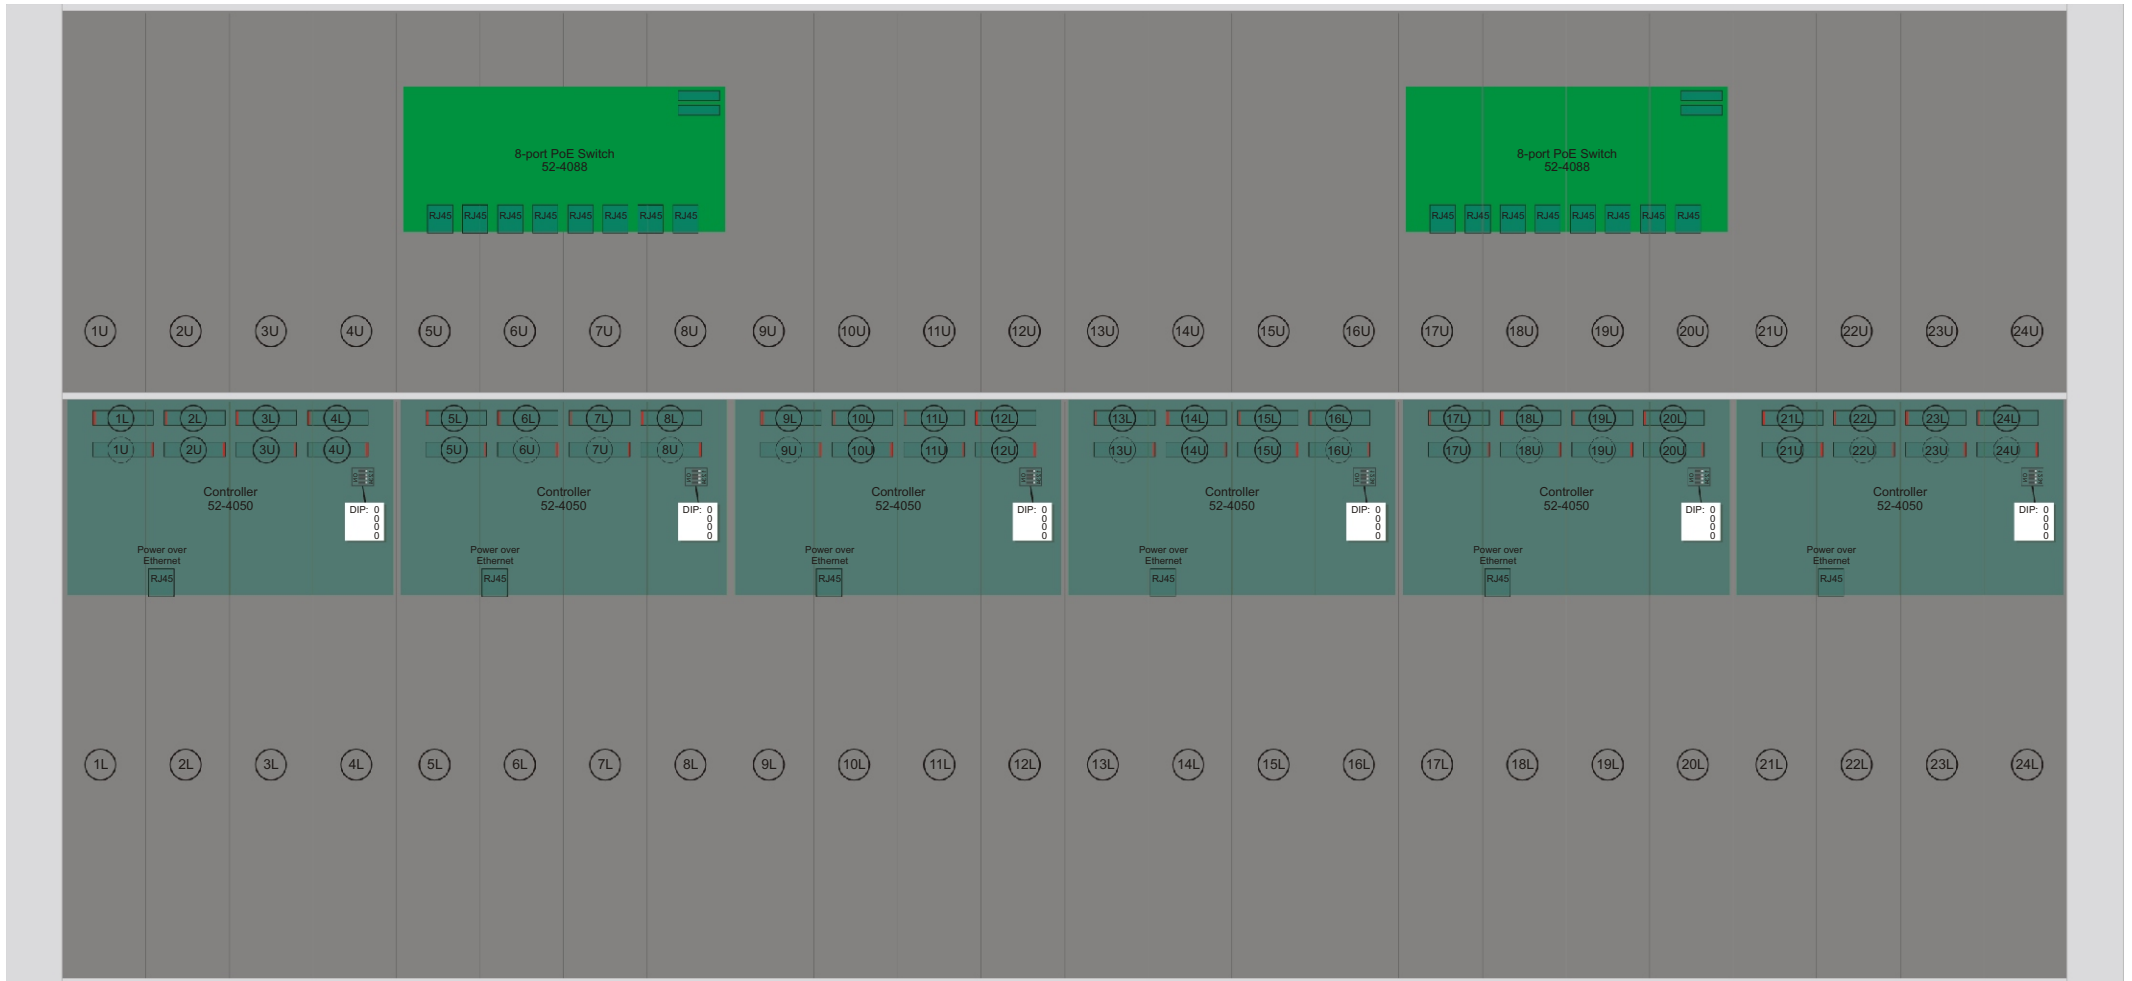 8-port PoE Switch
52-4088
RJ45 RJ45 RJ45 RJ45 RJ45 RJ45 RJ45 RJ45
8-port PoE Switch
52-4088
RJ45 RJ45 RJ45 RJ45 RJ45 RJ45 RJ45 RJ45
1U 2U 3U 4U 5U 6U 7U 8U 9U 10U 11U 12U 13U 14U 15U 16U 17U 18U 19U 20U 21U 22U 23U 24U
1L 2L 3L 4L
1U 2U 3U 4U
Controller
52-4050
DIP: 0
0
0
0
Power over
Ethernet
RJ45
5L 6L 7L 8L
5U 6U 7U 8U
Controller
52-4050
DIP: 0
0
0
0
Power over
Ethernet
RJ45
9L 10L 11L 12L
9U 10U 11U 12U
Controller
52-4050
DIP: 0
0
0
0
Power over
Ethernet
RJ45
13L 14L 15L 16L
13U 14U 15U 16U
Controller
52-4050
DIP: 0
0
0
0
Power over
Ethernet
RJ45
17L 18L 19L 20L
17U 18U 19U 20U
Controller
52-4050
DIP: 0
0
0
0
Power over
Ethernet
RJ45
21L 22L 23L 24L
21U 22U 23U 24U
Controller
52-4050
DIP: 0
0
0
0
Power over
Ethernet
RJ45
1L 2L 3L 4L 5L 6L 7L 8L 9L 10L 11L 12L 13L 14L 15L 16L 17L 18L 19L 20L 21L 22L 23L 24L